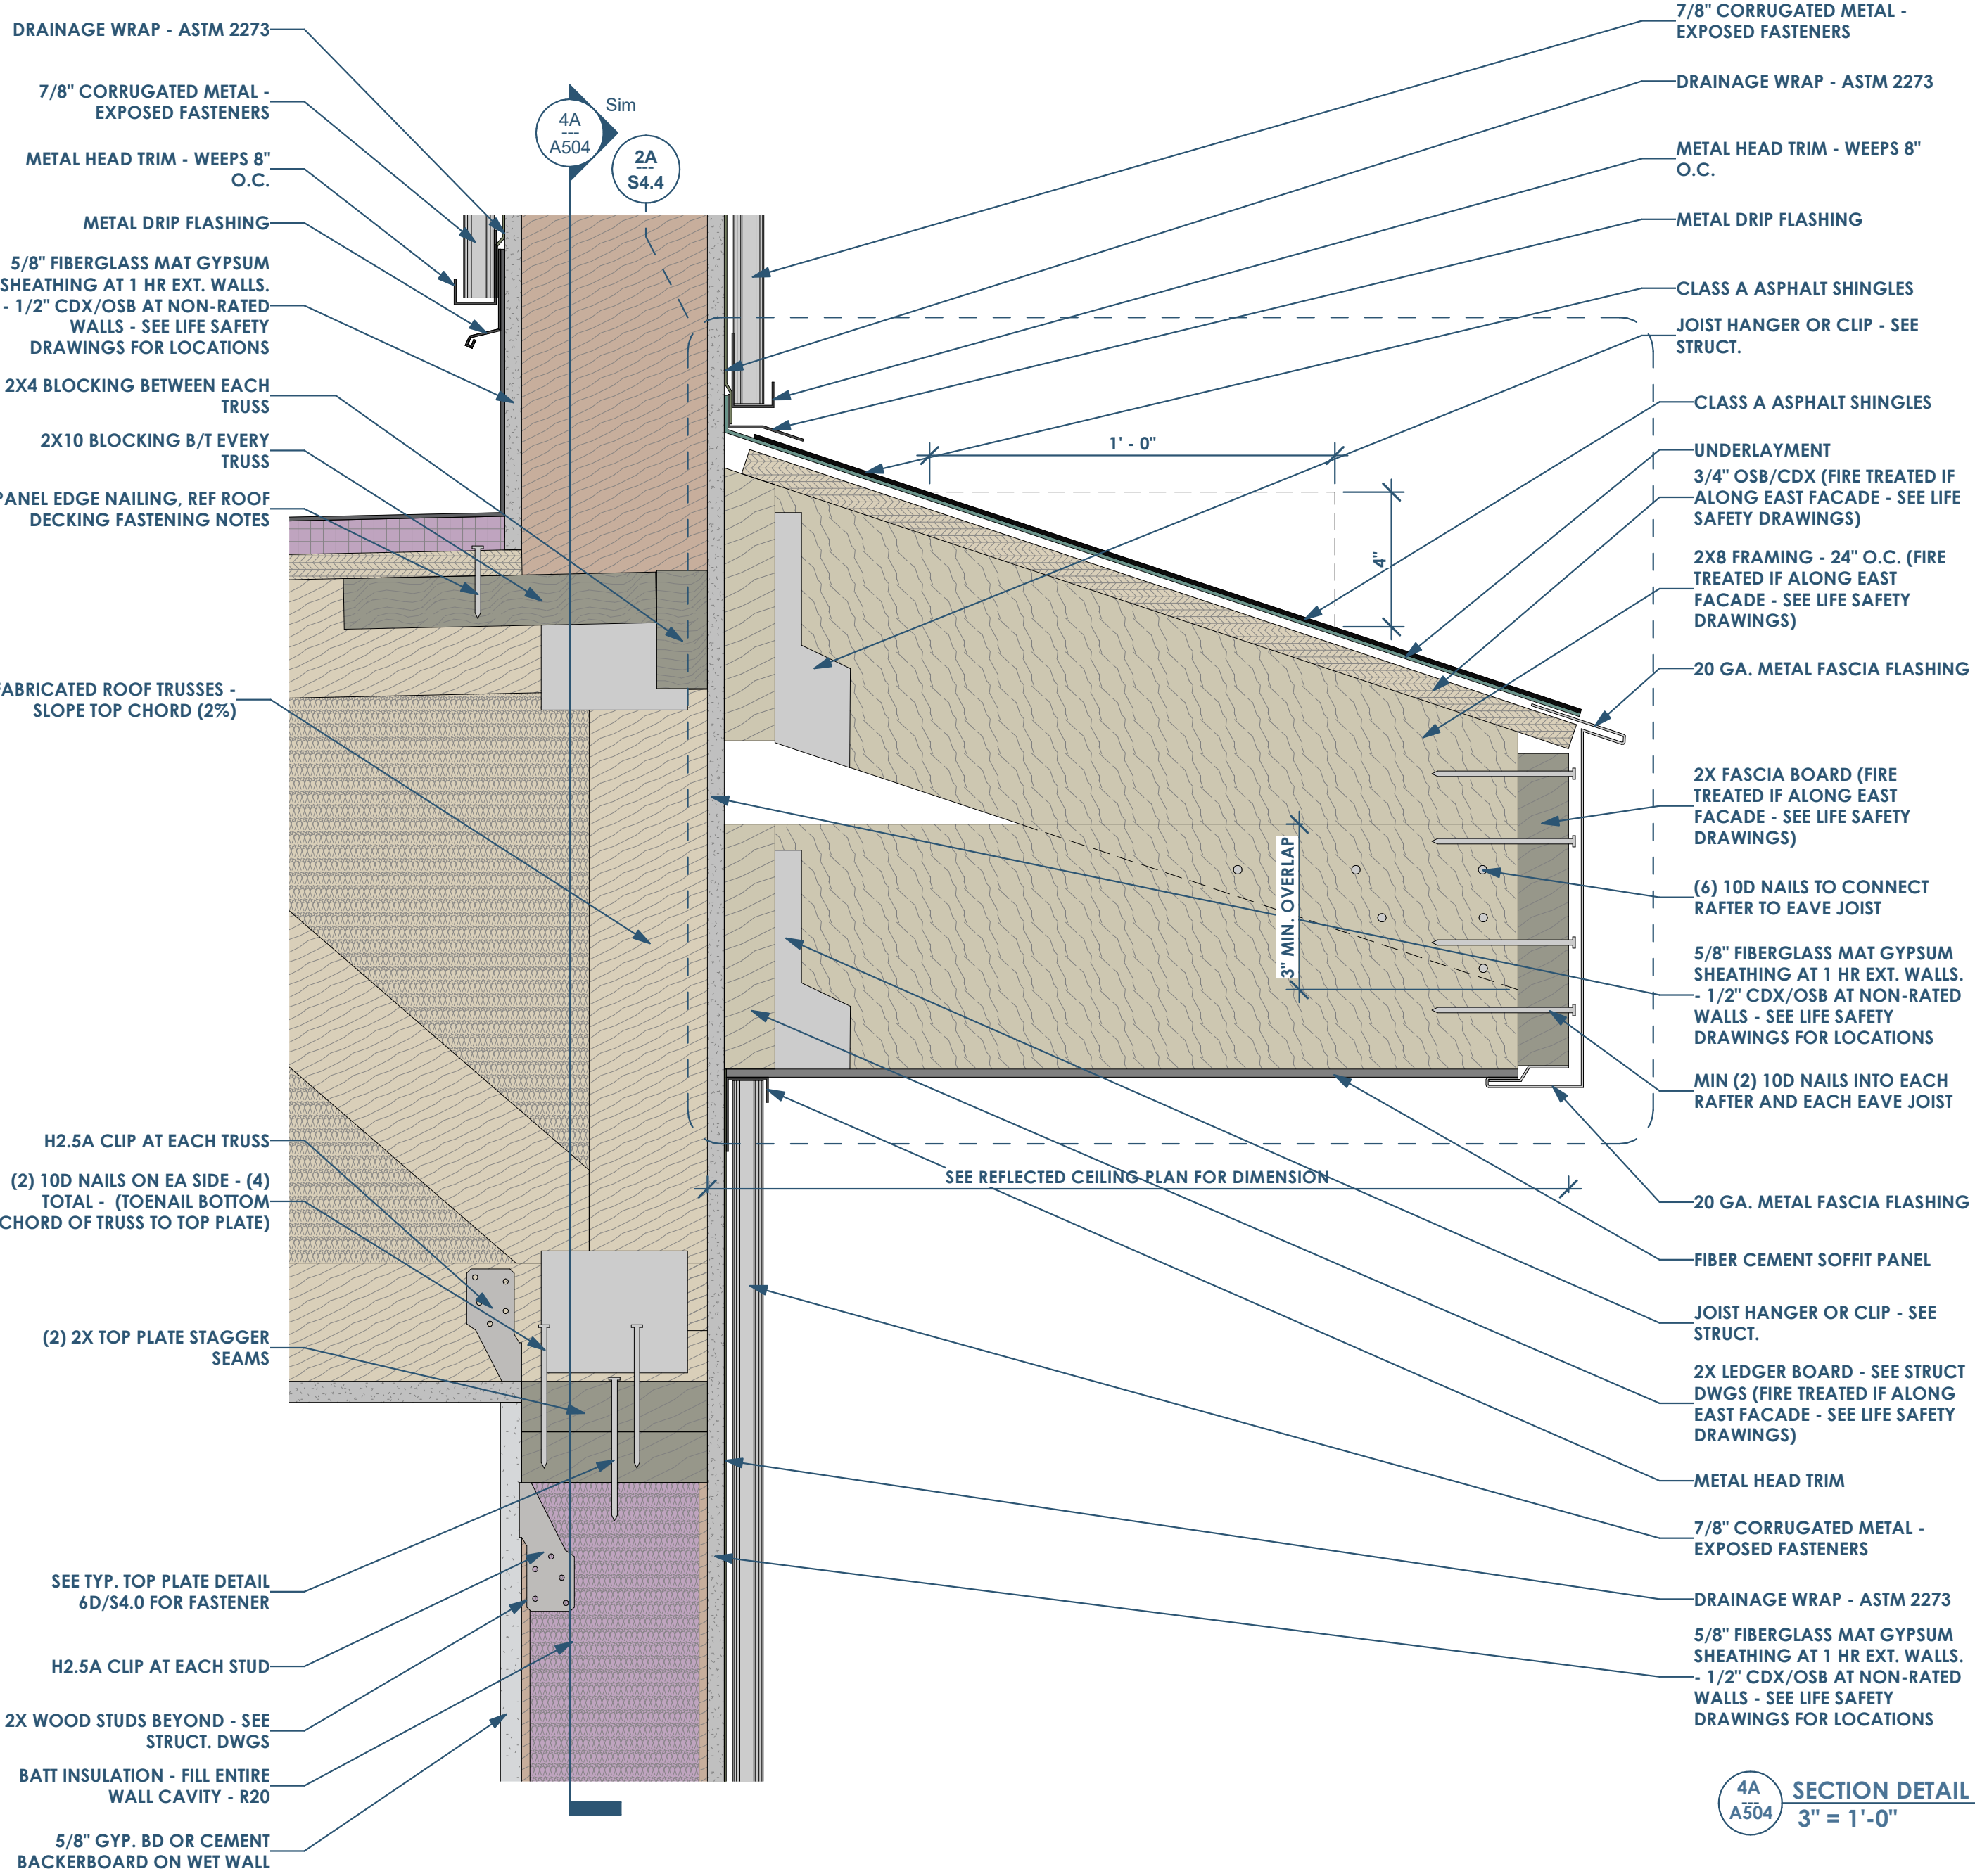 DRAINAGE WRAP - ASTM 2273
7/8" CORRUGATED METAL -
EXPOSED FASTENERS
METAL HEAD TRIM - WEEPS 8"
O.C.
METAL DRIP FLASHING
5/8" FIBERGLASS MAT GYPSUM
SHEATHING AT 1 HR EXT. WALLS.
- 1/2" CDX/OSB AT NON-RATED
WALLS - SEE LIFE SAFETY
DRAWINGS FOR LOCATIONS
2X4 BLOCKING BETWEEN EACH
TRUSS
2X10 BLOCKING B/T EVERY
TRUSS
PANEL EDGE NAILING, REF ROOF
DECKING FASTENING NOTES
FABRICATED ROOF TRUSSES -
SLOPE TOP CHORD (2%)
H2.5A CLIP AT EACH TRUSS
(2) 10D NAILS ON EA SIDE - (4)
TOTAL - (TOENAIL BOTTOM
CHORD OF TRUSS TO TOP PLATE)
(2) 2X TOP PLATE STAGGER
SEAMS
SEE TYP. TOP PLATE DETAIL
6D/S4.0 FOR FASTENER
H2.5A CLIP AT EACH STUD
2X WOOD STUDS BEYOND - SEE
STRUCT. DWGS
BATT INSULATION - FILL ENTIRE
WALL CAVITY - R20
5/8" GYP. BD OR CEMENT
BACKERBOARD ON WET WALL
4A
---
A504
Sim
2A
---
S4.4
1' - 0"
4"
3" MIN. OVERLAP
SEE REFLECTED CEILING PLAN FOR DIMENSION
7/8" CORRUGATED METAL -
EXPOSED FASTENERS
DRAINAGE WRAP - ASTM 2273
METAL HEAD TRIM - WEEPS 8"
O.C.
METAL DRIP FLASHING
CLASS A ASPHALT SHINGLES
JOIST HANGER OR CLIP - SEE
STRUCT.
CLASS A ASPHALT SHINGLES
UNDERLAYMENT
3/4" OSB/CDX (FIRE TREATED IF
ALONG EAST FACADE - SEE LIFE
SAFETY DRAWINGS)
2X8 FRAMING - 24" O.C. (FIRE
TREATED IF ALONG EAST
FACADE - SEE LIFE SAFETY
DRAWINGS)
20 GA. METAL FASCIA FLASHING
2X FASCIA BOARD (FIRE
TREATED IF ALONG EAST
FACADE - SEE LIFE SAFETY
DRAWINGS)
(6) 10D NAILS TO CONNECT
RAFTER TO EAVE JOIST
5/8" FIBERGLASS MAT GYPSUM
SHEATHING AT 1 HR EXT. WALLS.
- 1/2" CDX/OSB AT NON-RATED
WALLS - SEE LIFE SAFETY
DRAWINGS FOR LOCATIONS
MIN (2) 10D NAILS INTO EACH
RAFTER AND EACH EAVE JOIST
20 GA. METAL FASCIA FLASHING
FIBER CEMENT SOFFIT PANEL
JOIST HANGER OR CLIP - SEE
STRUCT.
2X LEDGER BOARD - SEE STRUCT
DWGS (FIRE TREATED IF ALONG
EAST FACADE - SEE LIFE SAFETY
DRAWINGS)
METAL HEAD TRIM
7/8" CORRUGATED METAL -
EXPOSED FASTENERS
DRAINAGE WRAP - ASTM 2273
5/8" FIBERGLASS MAT GYPSUM
SHEATHING AT 1 HR EXT. WALLS.
- 1/2" CDX/OSB AT NON-RATED
WALLS - SEE LIFE SAFETY
DRAWINGS FOR LOCATIONS
4A
---
A504
SECTION DETAIL
3" = 1'-0"